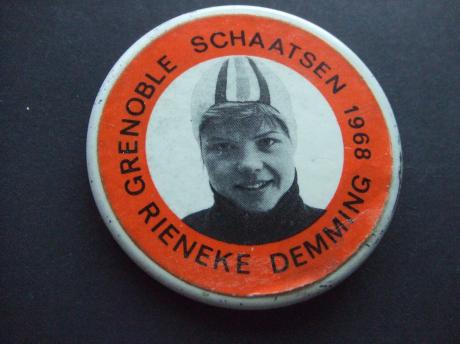 GRENOBLE SCHAATSEN 1968
RIENEKE DEMMING